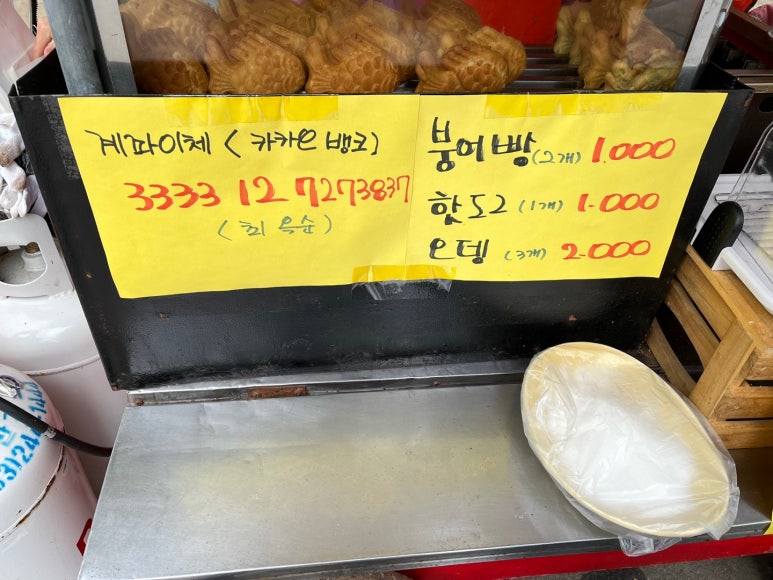 계좌이체 (카카오 뱅크)
3333 12 7273837
(최옥순)
붕어빵 (2개) 1.000
핫도그 (1개) 1.000
오뎅 (3개) 2.000